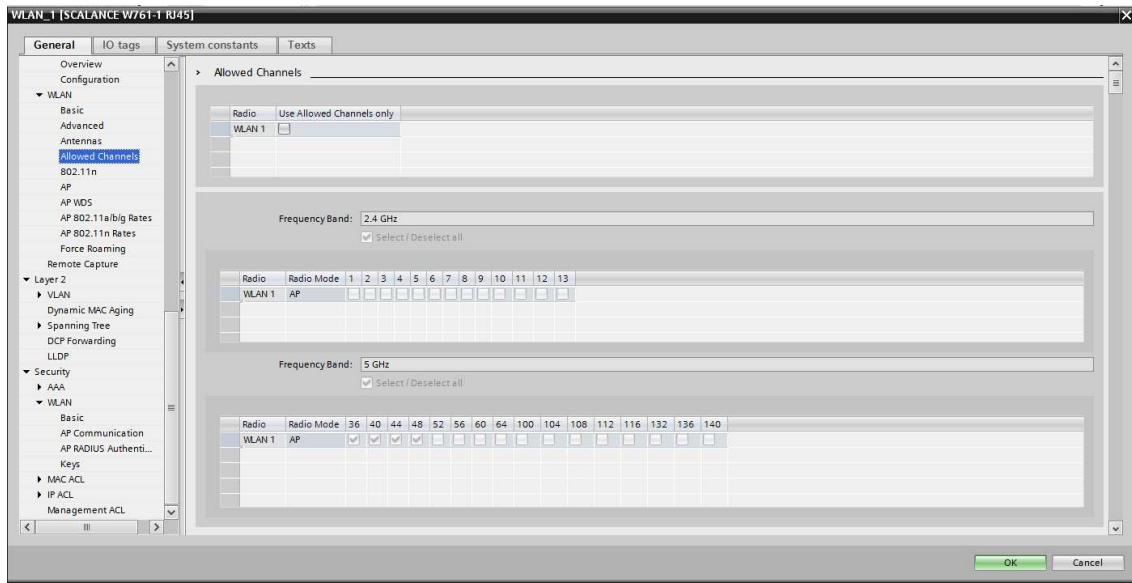 WLAN_1 [SCALANCE W761-1 RJ45]
General IO tags System constants Texts
Overview
Configuration
WLAN
Basic
Advanced
Antennas
Allowed Channels
802.11n
AP
AP WDS
AP 802.11a/b/g Rates
AP 802.11n Rates
Force Roaming
Remote Capture
Layer 2
VLAN
Dynamic MAC Aging
Spanning Tree
DCP Forwarding
LLDP
Security
AAA
WLAN
Basic
AP Communication
AP RADIUS Authenti...
Keys
MAC ACL
IP ACL
Management ACL
Allowed Channels
Radio Use Allowed Channels only
WLAN 1
Frequency Band: 2.4 GHz
Select / Deselect all
Radio Radio Mode 1 2 3 4 5 6 7 8 9 10 11 12 13
WLAN 1 AP
Frequency Band: 5 GHz
Select / Deselect all
Radio Radio Mode 36 40 44 48 52 56 60 64 100 104 108 112 116 132 136 140
WLAN 1 AP
OK Cancel